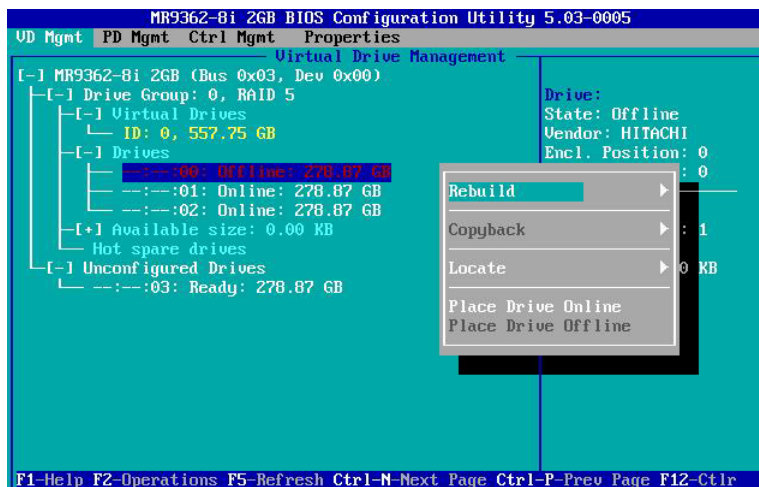 MR9362-8i 2GB BIOS Configuration Utility 5.03-0005
VD Mgmt PD Mgmt Ctrl Mgmt Properties
Virtual Drive Management
[-] MR9362-8i 2GB (Bus 0x03, Dev 0x00)
[-] Drive Group: 0, RAID 5
[-] Virtual Drives
ID: 0, 557.75 GB
[-] Drives
--:--:00: Offline: 278.87 GB
--:--:01: Online: 278.87 GB
--:--:02: Online: 278.87 GB
[+] Available size: 0.00 KB
Hot spare drives
[-] Unconfigured Drives
--:--:03: Ready: 278.87 GB
Drive:
State: Offline
Vendor: HITACHI
Encl. Position: 0
: 0
: 1
0 KB
Rebuild
Copyback
Locate
Place Drive Online
Place Drive Offline
F1-Help F2-Operations F5-Refresh Ctrl-N-Next Page Ctrl-P-Prev Page F12-Ctlr